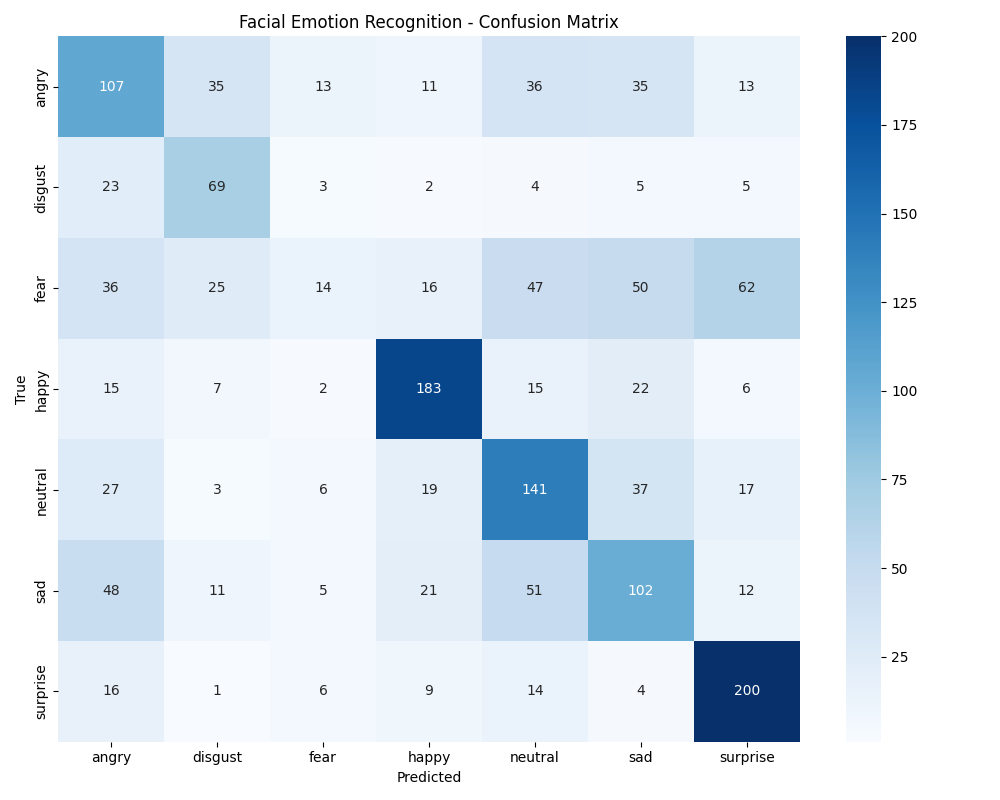 Facial Emotion Recognition - Confusion Matrix
True
angry 107 35 13 11 36 35 13
disgust 23 69 3 2 4 5 5
fear 36 25 14 16 47 50 62
happy 15 7 2 183 15 22 6
neutral 27 3 6 19 141 37 17
sad 48 11 5 21 51 102 12
surprise 16 1 6 9 14 4 200
angry disgust fear happy neutral sad surprise
Predicted
200
175
150
125
100
75
50
25